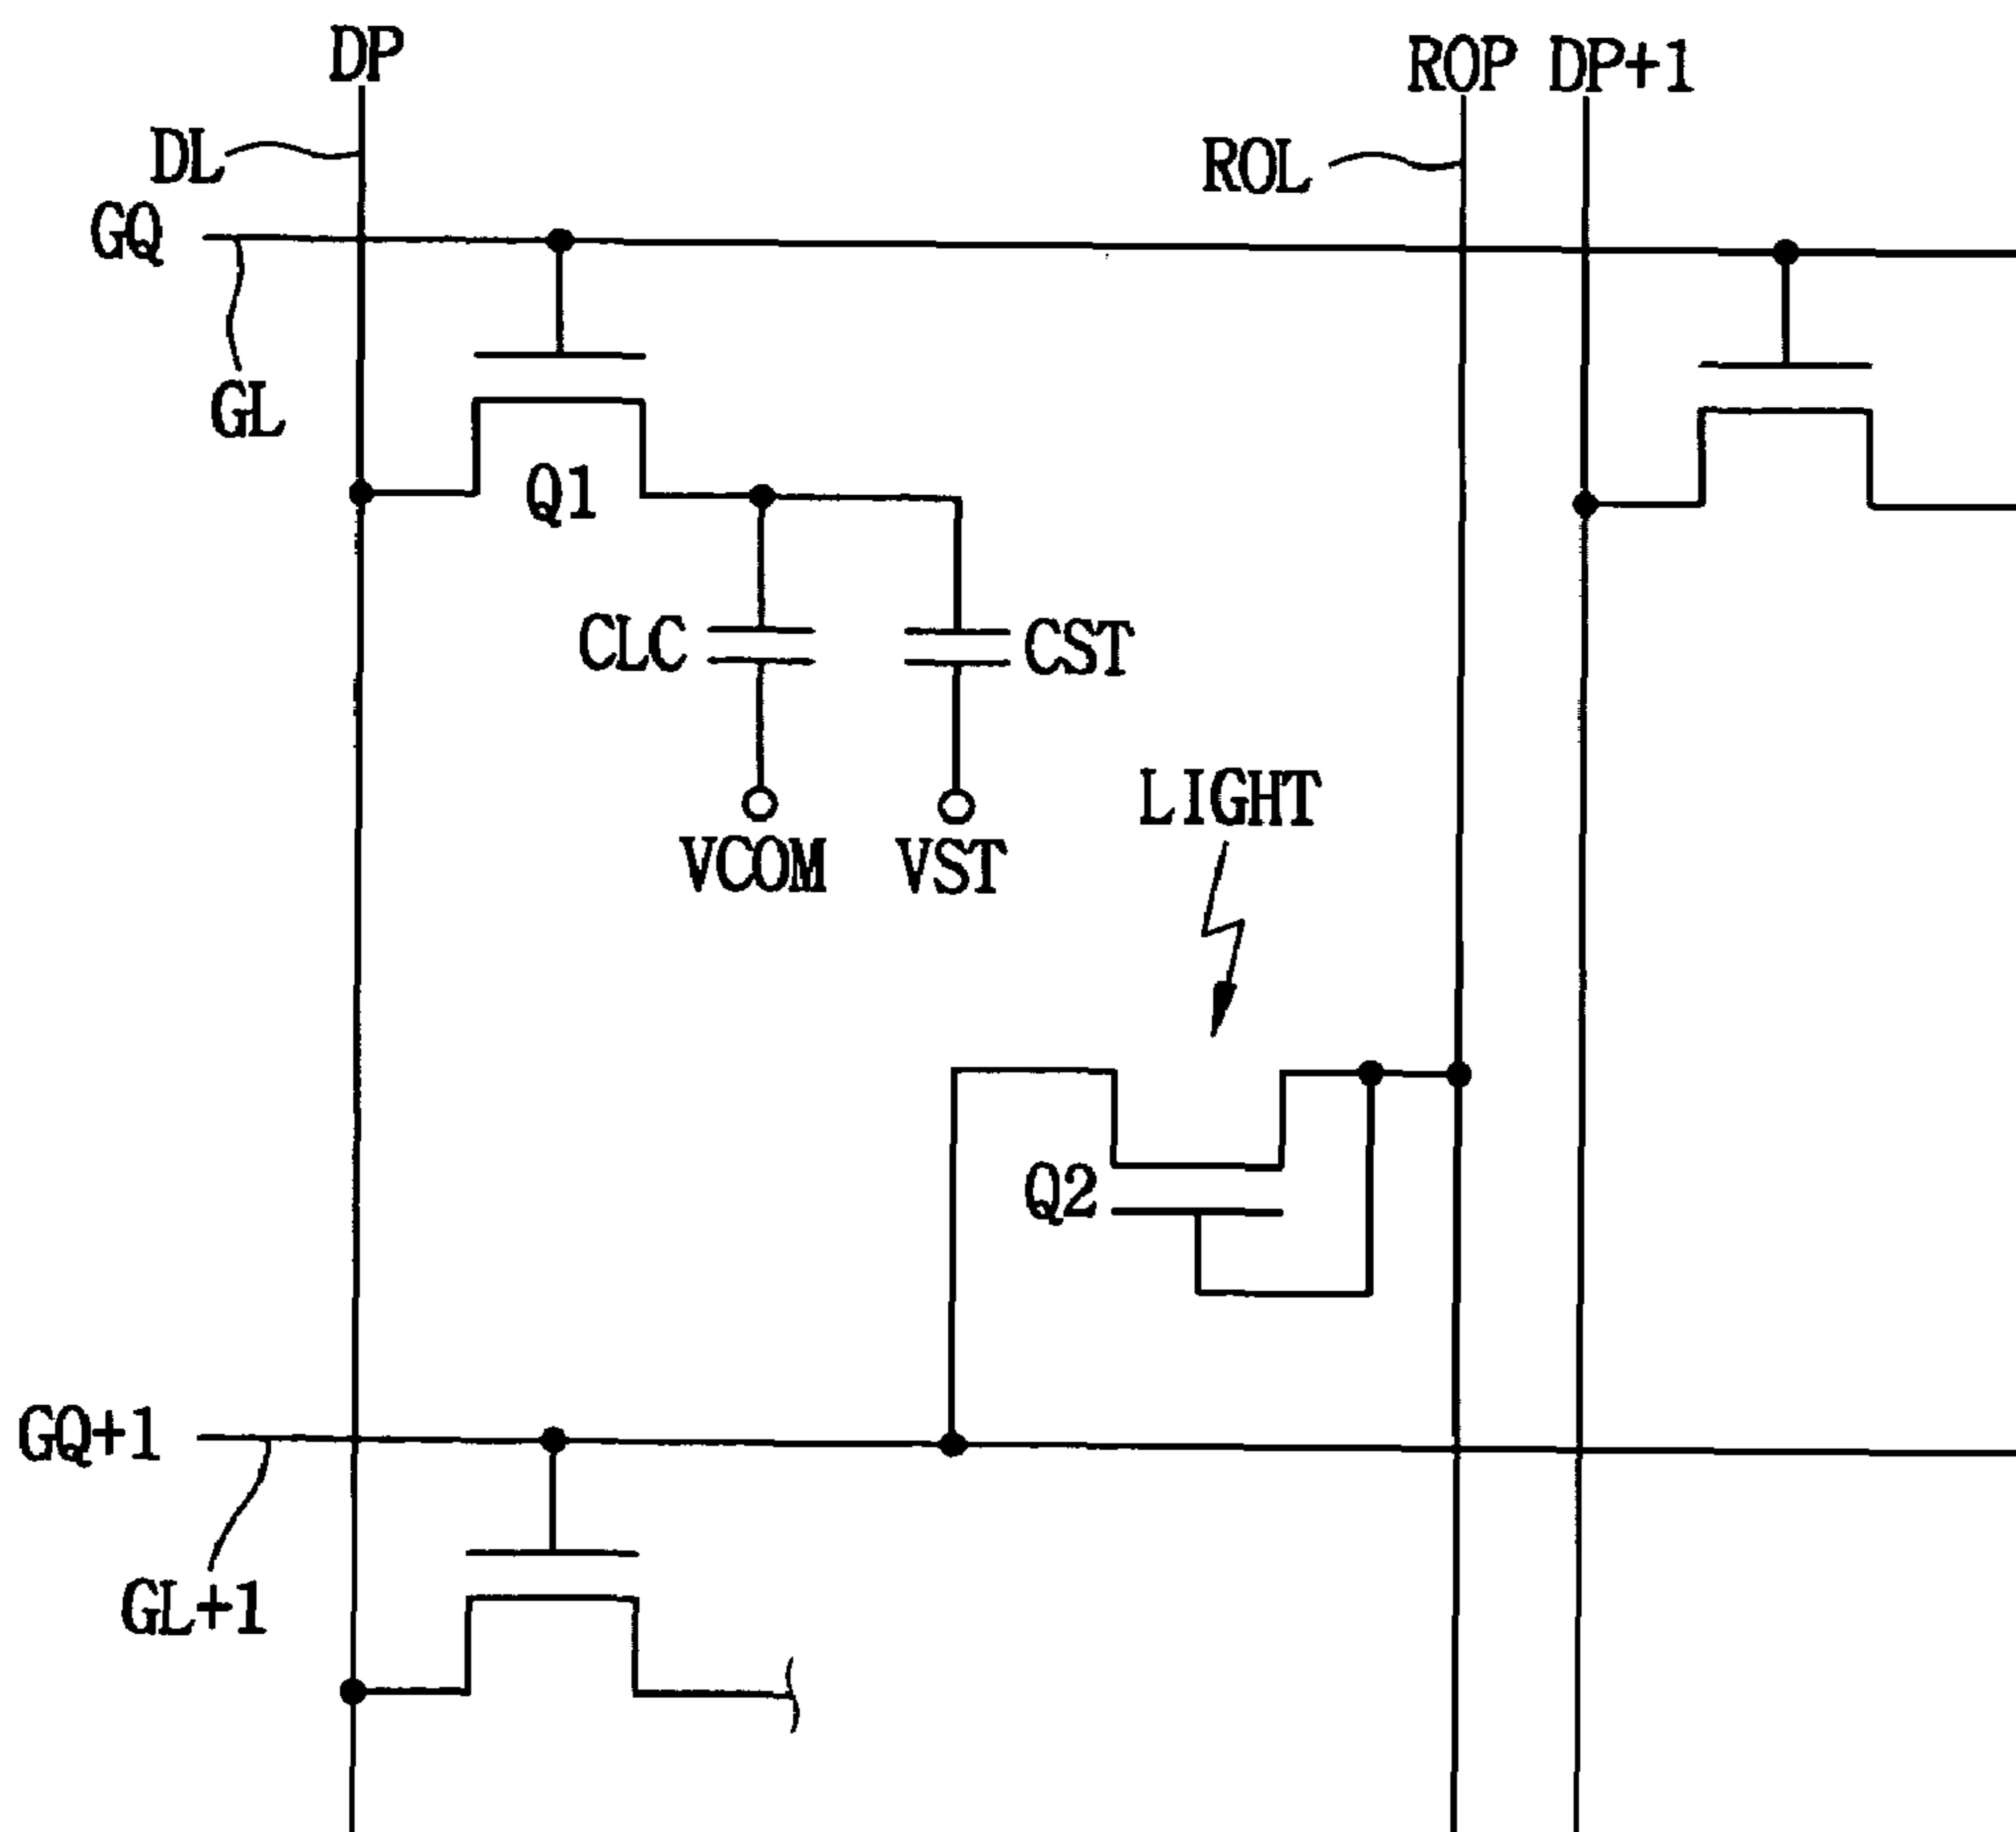 DP
ROP DP+1
DL
ROL
GQ
GL
Q1
CLC
CST
VCOM
VST
LIGHT
Q2
GQ+1
GL+1